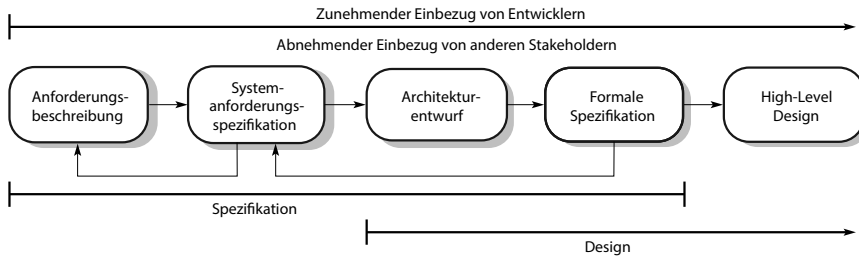 Zunehmender Einbezug von Entwicklern
Abnehmender Einbezug von anderen Stakeholdern
Anforderungs-
beschreibung
System-
anforderungs-
spezifikation
Architektur-
entwurf
Formale
Spezifikation
High-Level
Design
Spezifikation
Design